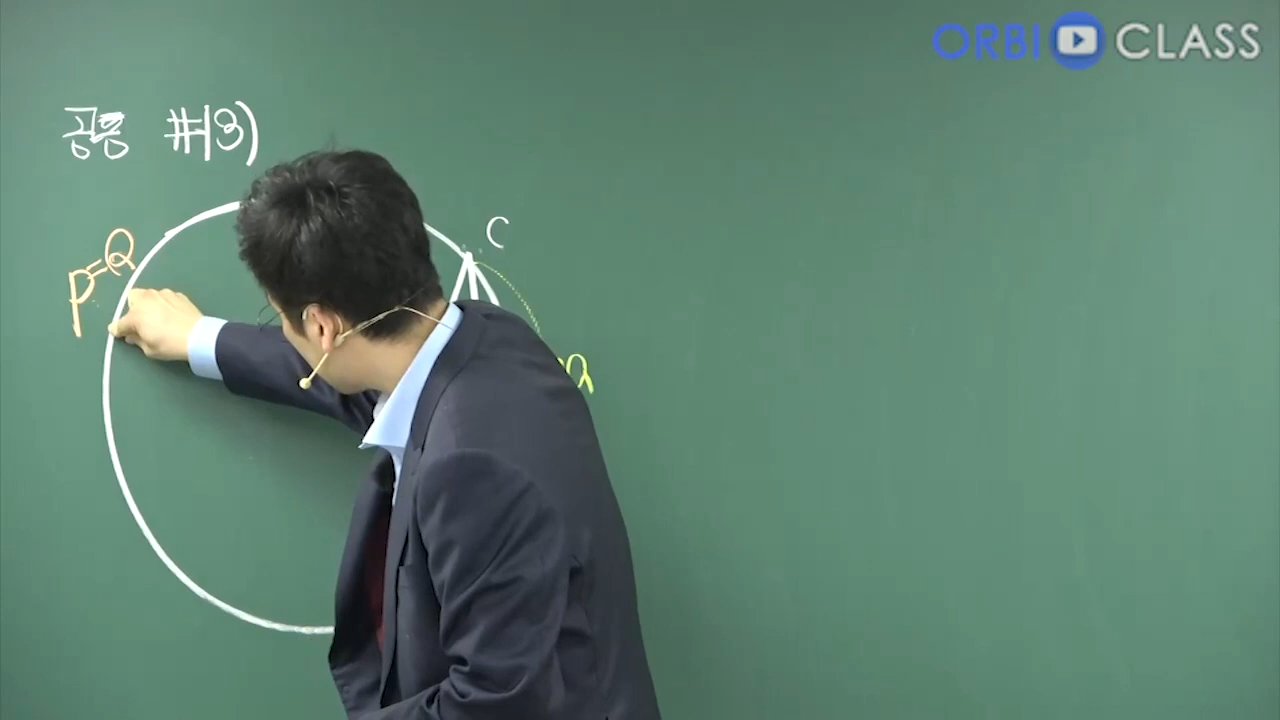 ORBI CLASS
공통 #13)
C
P=Q